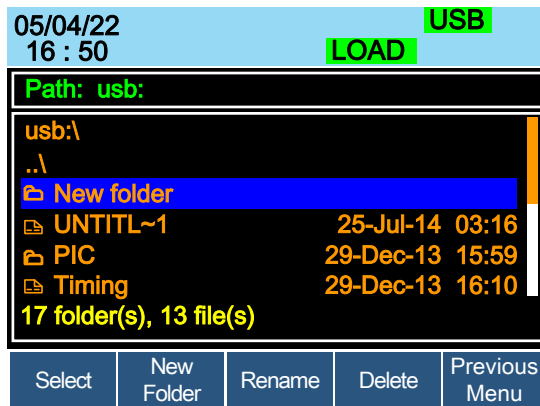 05/04/22 USB
16 : 50 LOAD
Path: usb:
usb:\
..\
New folder
UNTITL~1 25-Jul-14 03:16
PIC 29-Dec-13 15:59
Timing 29-Dec-13 16:10
17 folder(s), 13 file(s)
Select New Folder Rename Delete Previous Menu